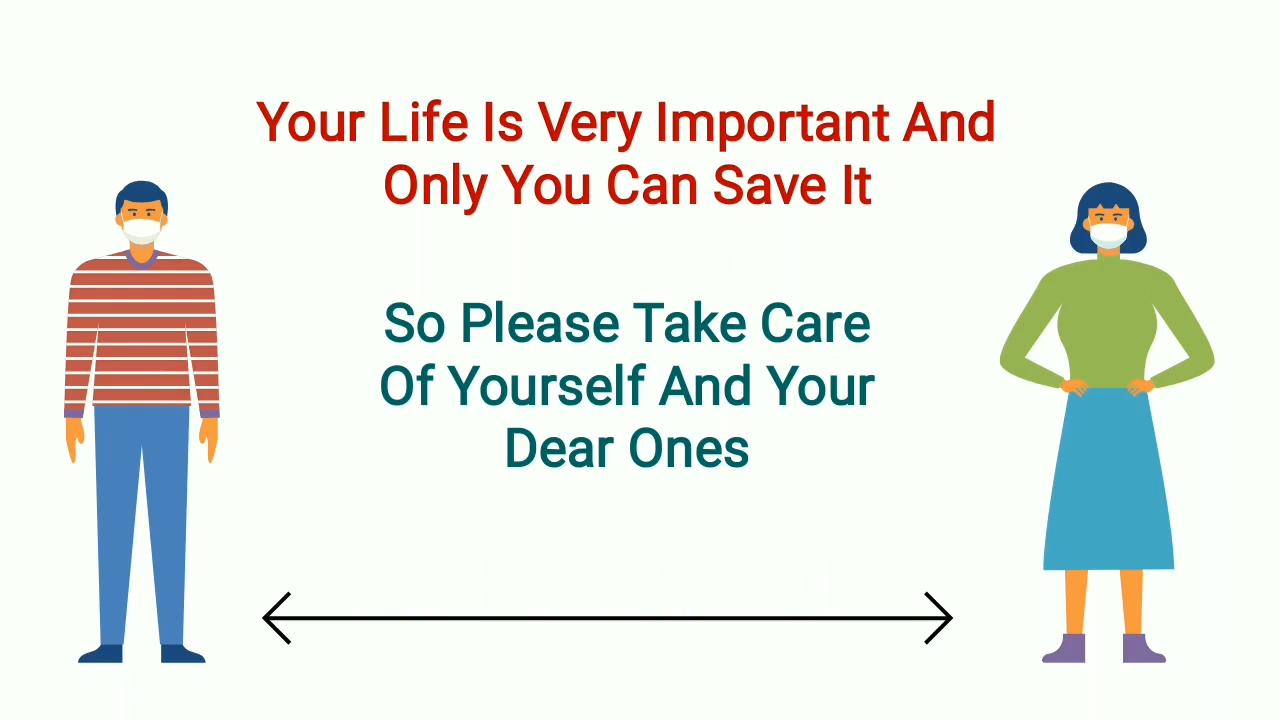 Your Life Is Very Important And
Only You Can Save It
So Please Take Care
Of Yourself And Your
Dear Ones